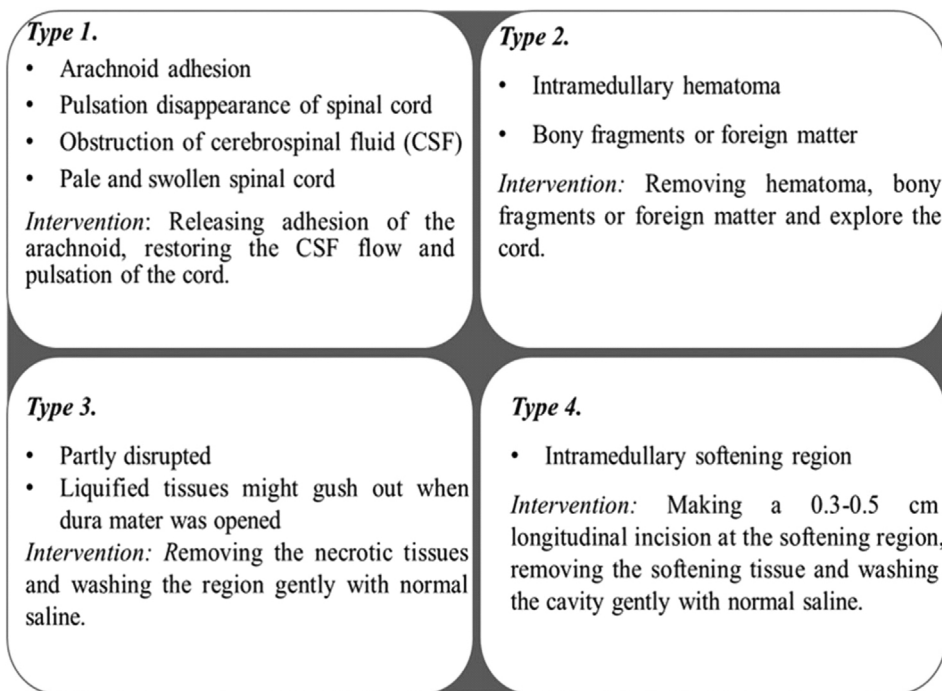 Type 1.
• Arachnoid adhesion
• Pulsation disappearance of spinal cord
• Obstruction of cerebrospinal fluid (CSF)
• Pale and swollen spinal cord
Intervention: Releasing adhesion of the
arachnoid, restoring the CSF flow and
pulsation of the cord.
Type 2.
• Intramedullary hematoma
• Bony fragments or foreign matter
Intervention: Removing hematoma, bony
fragments or foreign matter and explore the
cord.
Type 3.
• Partly disrupted
• Liquified tissues might gush out when
dura mater was opened
Intervention: Removing the necrotic tissues
and washing the region gently with normal
saline.
Type 4.
• Intramedullary softening region
Intervention: Making a 0.3-0.5 cm
longitudinal incision at the softening region,
removing the softening tissue and washing
the cavity gently with normal saline.